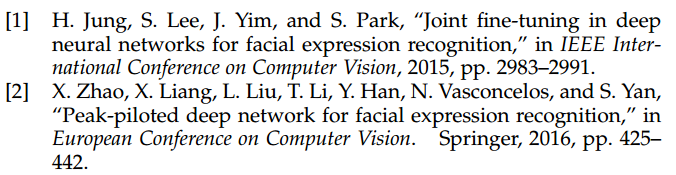 [1] H. Jung, S. Lee, J. Yim, and S. Park, “Joint fine-tuning in deep
neural networks for facial expression recognition,” in IEEE Inter-
national Conference on Computer Vision, 2015, pp. 2983–2991.
[2] X. Zhao, X. Liang, L. Liu, T. Li, Y. Han, N. Vasconcelos, and S. Yan,
“Peak-piloted deep network for facial expression recognition,” in
European Conference on Computer Vision. Springer, 2016, pp. 425–
442.